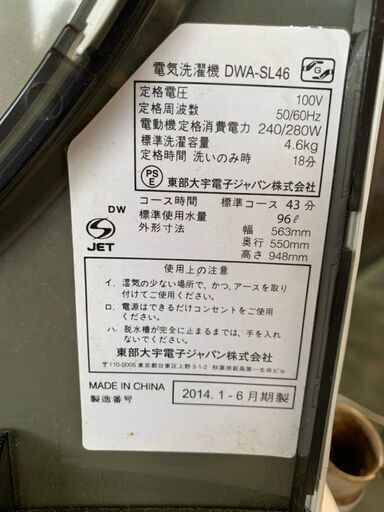 電気洗濯機 DWA-SL46
定格電圧 100V
定格周波数 50/60Hz
電動機定格消費電力 240/280W
標準洗濯容量 4.6kg
定格時間 洗いのみ時 18分
PS E 東部大宇電子ジャパン株式会社
DW
JET
コース時間 標準コース 43分
標準使用水量 96ℓ
外形寸法 幅 563mm
奥行 550mm
高さ 948mm
使用上の注意
イ. 湿気の少ない場所で、かつ、アースを取り
付けてご使用ください。
ロ. 電源はできるだけコンセントをご使用く
ださい。
ハ. 脱水槽が完全に止まるまでは、手を入れ
ないでください。
東部大宇電子ジャパン株式会社
〒110-0005 東京都台東区上野3-1-2 秋葉原新高第一生命ビル
MADE IN CHINA
製造番号
2014. 1-6月期製